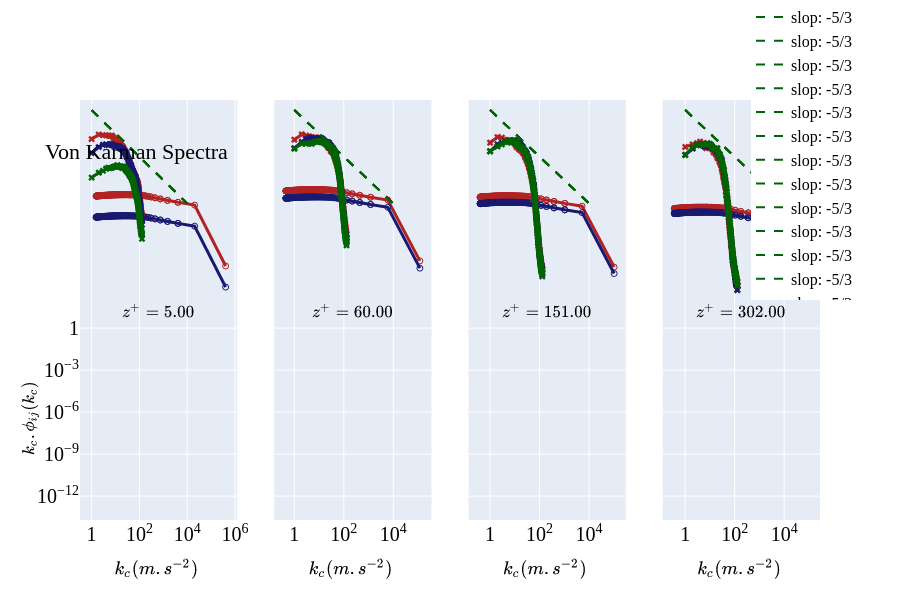 slop: -5/3
slop: -5/3
slop: -5/3
slop: -5/3
slop: -5/3
slop: -5/3
slop: -5/3
slop: -5/3
slop: -5/3
slop: -5/3
slop: -5/3
slop: -5/3
Von Karman Spectra
z⁺ = 5.00
z⁺ = 60.00
z⁺ = 151.00
z⁺ = 302.00
1
10⁻³
10⁻⁶
10⁻⁹
10⁻¹²
k_c.ϕ_ij(k_c)
1 10² 10⁴ 10⁶
1 10² 10⁴
1 10² 10⁴
1 10² 10⁴
k_c(m.s⁻²)
k_c(m.s⁻²)
k_c(m.s⁻²)
k_c(m.s⁻²)